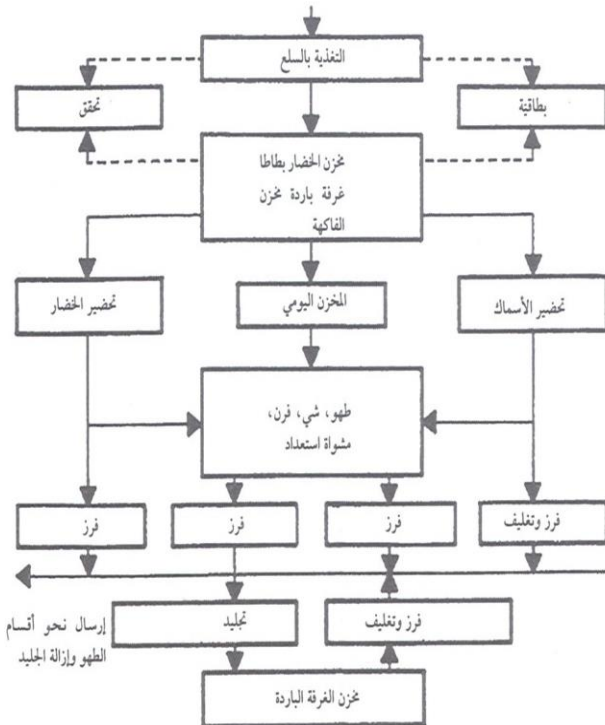 التغذية بالسلع
تحقق
بطاقيّة
مخزن الخضار بطاطا
غرفة باردة مخزن
الفاكهة
تحضير الخضار
المخزن اليومي
تحضير الأسماك
طهو، شي، فرن،
مشواة استعداد
فرز
فرز
فرز
فرز وتغليف
إرسال نحو أقسام
الطهو وإزالة الجليد
تجليد
فرز وتغليف
مخزن الغرفة الباردة